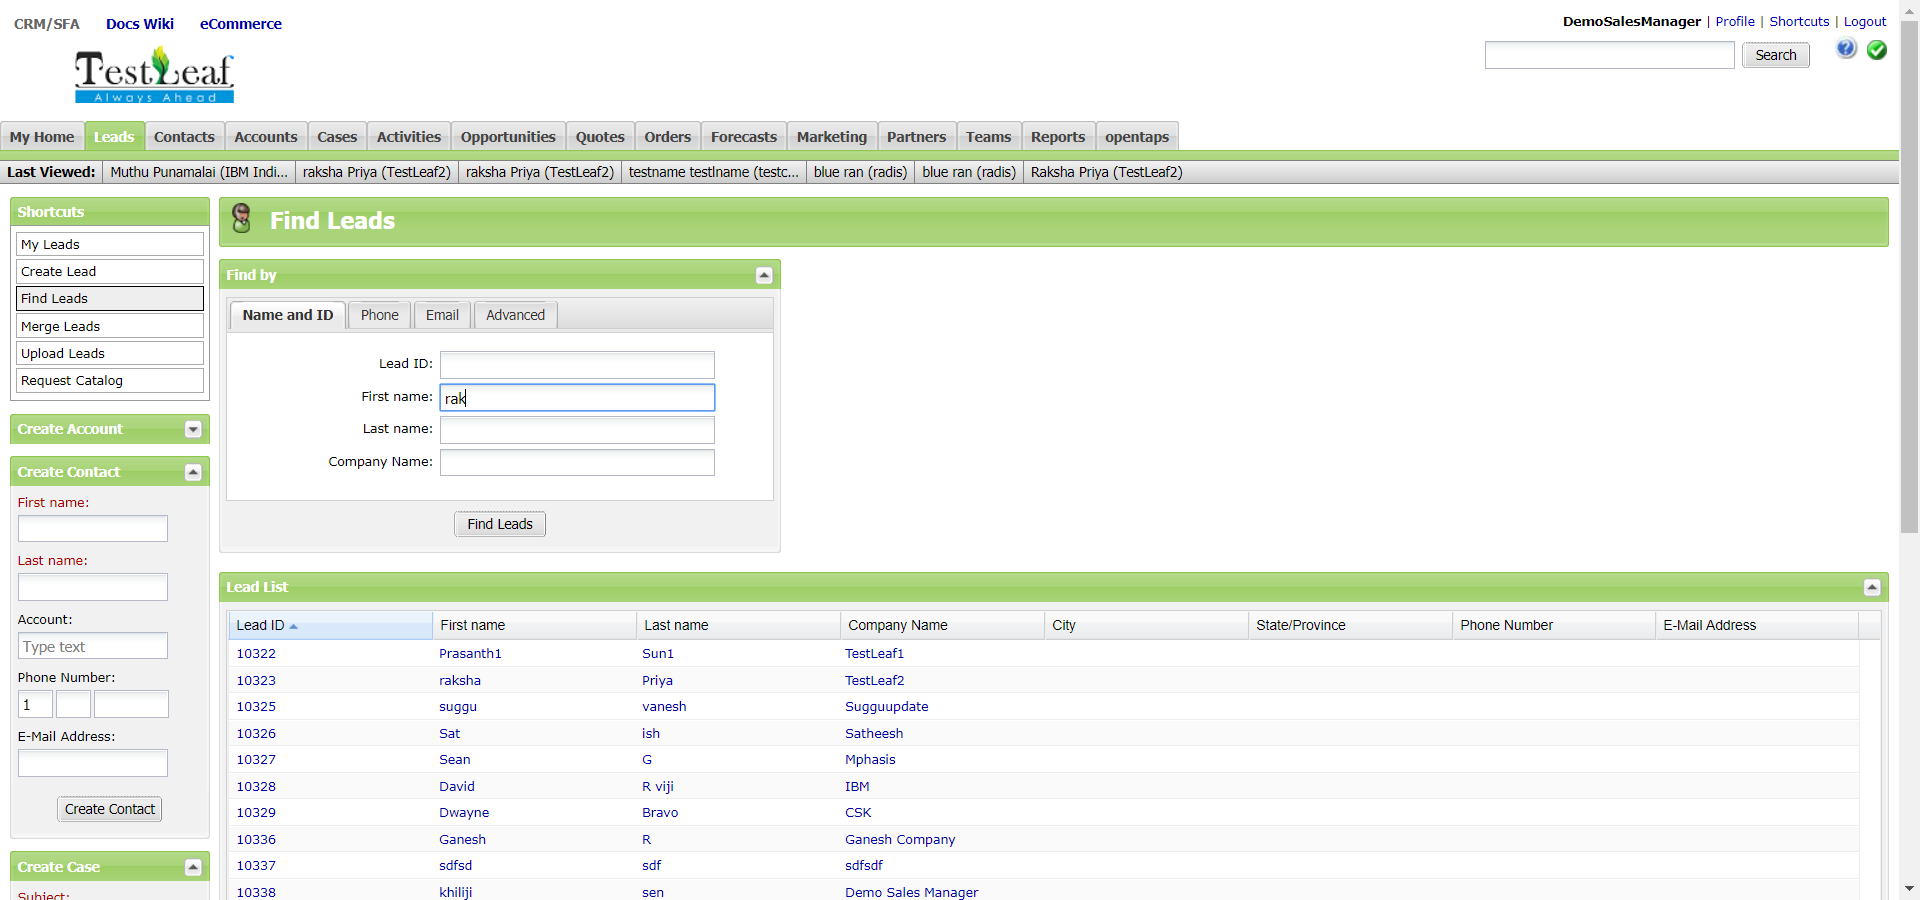 CRM/SFA Docs Wiki eCommerce
DemoSalesManager | Profile | Shortcuts | Logout
TestLeaf
Always Ahead
Search
My Home Leads Contacts Accounts Cases Activities Opportunities Quotes Orders Forecasts Marketing Partners Teams Reports opentaps
Last Viewed: Muthu Punamalai (IBM Indi... raksha Priya (TestLeaf2) raksha Priya (TestLeaf2) testname testlname (testc... blue ran (radis) blue ran (radis) Raksha Priya (TestLeaf2)
Shortcuts
My Leads
Create Lead
Find Leads
Merge Leads
Upload Leads
Request Catalog
Create Account
Create Contact
First name:
Last name:
Account:
Type text
Phone Number:
1
E-Mail Address:
Create Contact
Create Case
Subject:
Find Leads
Find by
Name and ID Phone Email Advanced
Lead ID:
First name: rak
Last name:
Company Name:
Find Leads
Lead List
Lead ID First name Last name Company Name City State/Province Phone Number E-Mail Address
10322 Prasanth1 Sun1 TestLeaf1
10323 raksha Priya TestLeaf2
10325 suggu vanesh Sugguupdate
10326 Sat ish Satheesh
10327 Sean G Mphasis
10328 David R viji IBM
10329 Dwayne Bravo CSK
10336 Ganesh R Ganesh Company
10337 sdfsd sdf sdfsdf
10338 khiliji sen Demo Sales Manager